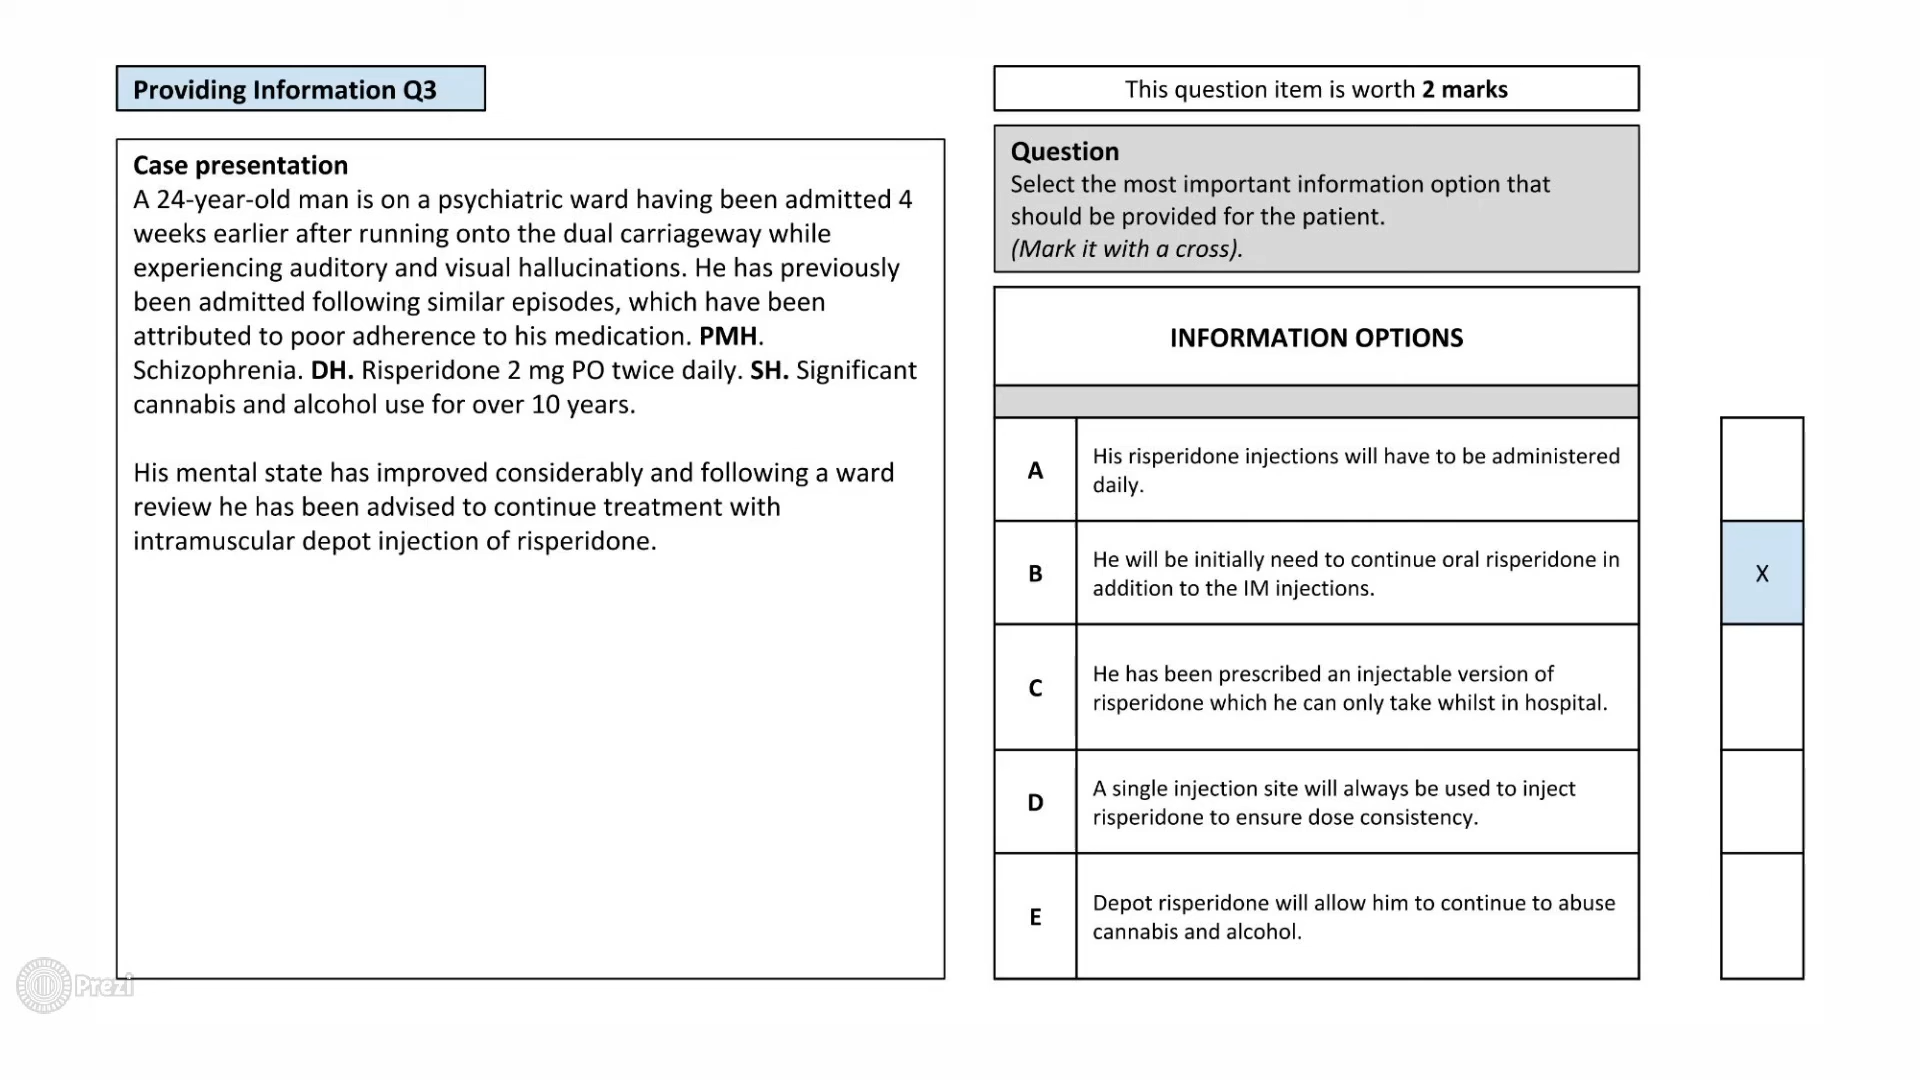 Providing Information Q3
This question item is worth 2 marks
Case presentation
A 24-year-old man is on a psychiatric ward having been admitted 4
weeks earlier after running onto the dual carriageway while
experiencing auditory and visual hallucinations. He has previously
been admitted following similar episodes, which have been
attributed to poor adherence to his medication. PMH.
Schizophrenia. DH. Risperidone 2 mg PO twice daily. SH. Significant
cannabis and alcohol use for over 10 years.
His mental state has improved considerably and following a ward
review he has been advised to continue treatment with
intramuscular depot injection of risperidone.
Question
Select the most important information option that
should be provided for the patient.
(Mark it with a cross).
INFORMATION OPTIONS
A
His risperidone injections will have to be administered
daily.
B
He will be initially need to continue oral risperidone in
addition to the IM injections.
X
C
He has been prescribed an injectable version of
risperidone which he can only take whilst in hospital.
D
A single injection site will always be used to inject
risperidone to ensure dose consistency.
E
Depot risperidone will allow him to continue to abuse
cannabis and alcohol.
Prezi